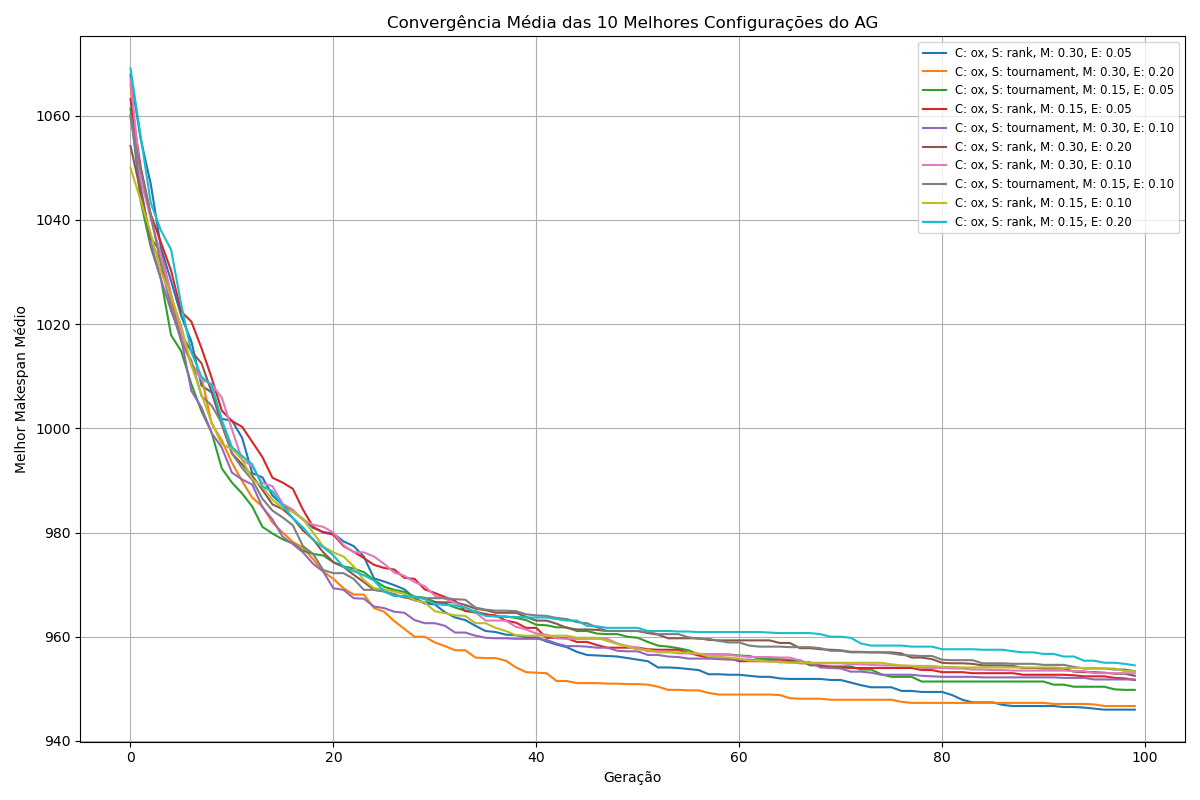 Convergência Média das 10 Melhores Configurações do AG
C: ox, S: rank, M: 0.30, E: 0.05
C: ox, S: tournament, M: 0.30, E: 0.20
C: ox, S: tournament, M: 0.15, E: 0.05
C: ox, S: rank, M: 0.15, E: 0.05
C: ox, S: tournament, M: 0.30, E: 0.10
C: ox, S: rank, M: 0.30, E: 0.20
C: ox, S: rank, M: 0.30, E: 0.10
C: ox, S: tournament, M: 0.15, E: 0.10
C: ox, S: rank, M: 0.15, E: 0.10
C: ox, S: rank, M: 0.15, E: 0.20
Melhor Makespan Médio
1060
1040
1020
1000
980
960
940
0 20 40 60 80 100
Geração